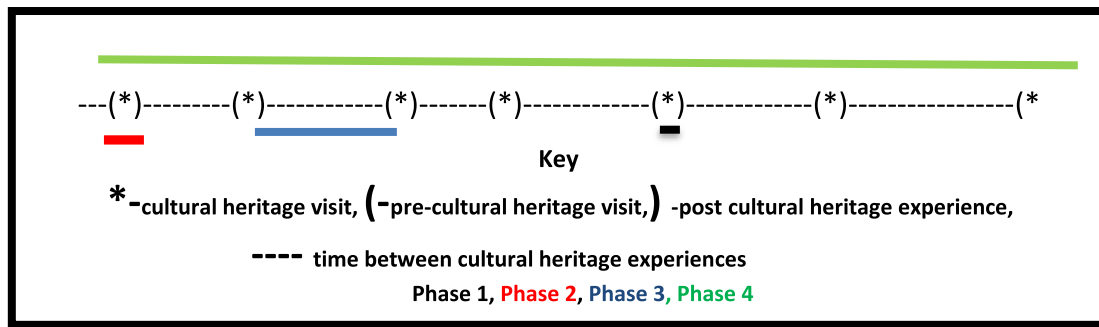 ---(*)---------(*)------------(*)-------(*)-------------(*)-------------(*)-----------------(*
Key
*-cultural heritage visit, (-pre-cultural heritage visit,) -post cultural heritage experience,
---- time between cultural heritage experiences
Phase 1, Phase 2, Phase 3, Phase 4